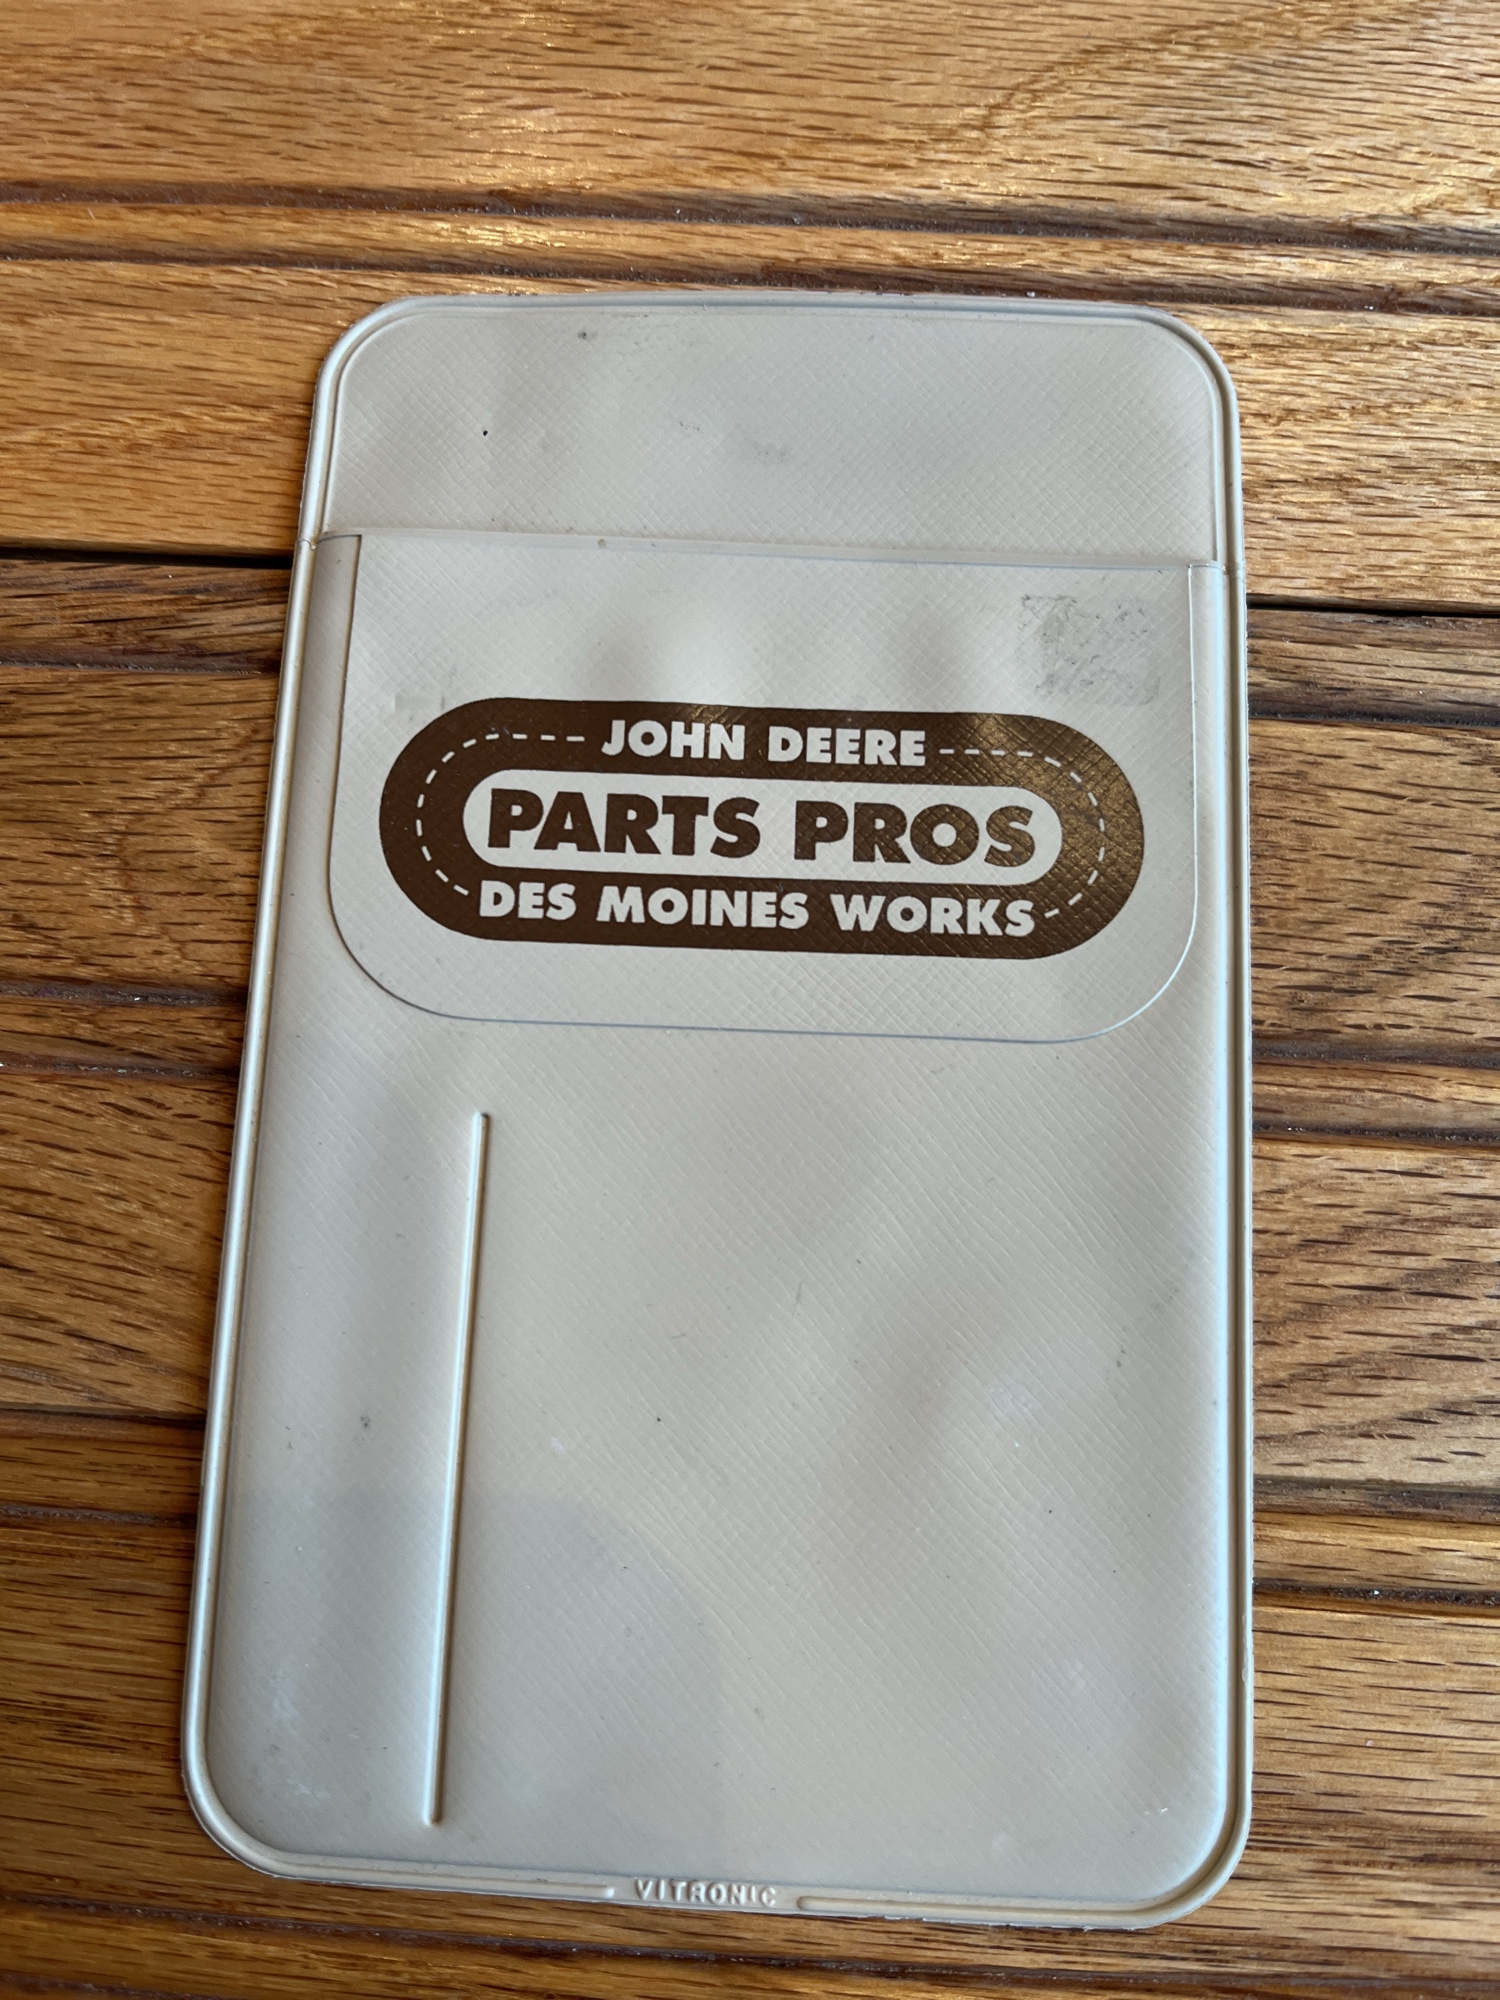 JOHN DEERE
PARTS PROS
DES MOINES WORKS
VITRONIC